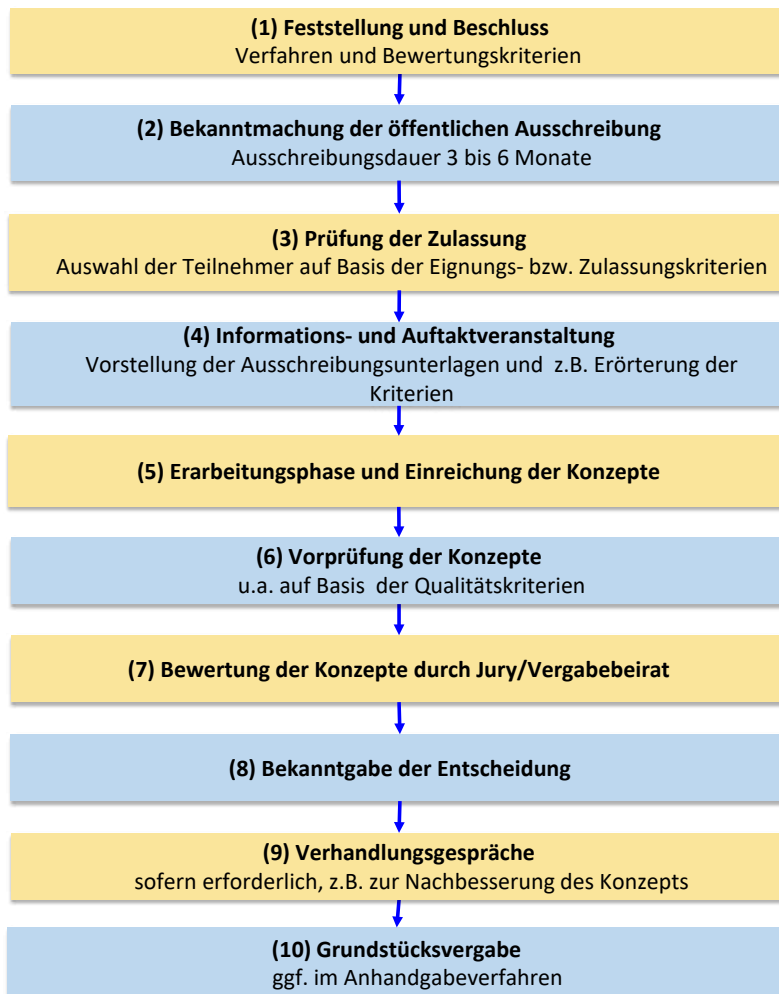 (1) Feststellung und Beschluss
Verfahren und Bewertungskriterien
(2) Bekanntmachung der öffentlichen Ausschreibung
Ausschreibungsdauer 3 bis 6 Monate
(3) Prüfung der Zulassung
Auswahl der Teilnehmer auf Basis der Eignungs- bzw. Zulassungskriterien
(4) Informations- und Auftaktveranstaltung
Vorstellung der Ausschreibungsunterlagen und  z.B. Erörterung der
Kriterien
(5) Erarbeitungsphase und Einreichung der Konzepte
(6) Vorprüfung der Konzepte
u.a. auf Basis  der Qualitätskriterien
(7) Bewertung der Konzepte durch Jury/Vergabebeirat
(8) Bekanntgabe der Entscheidung
(9) Verhandlungsgespräche
sofern erforderlich, z.B. zur Nachbesserung des Konzepts
(10) Grundstücksvergabe
ggf. im Anhandgabeverfahren